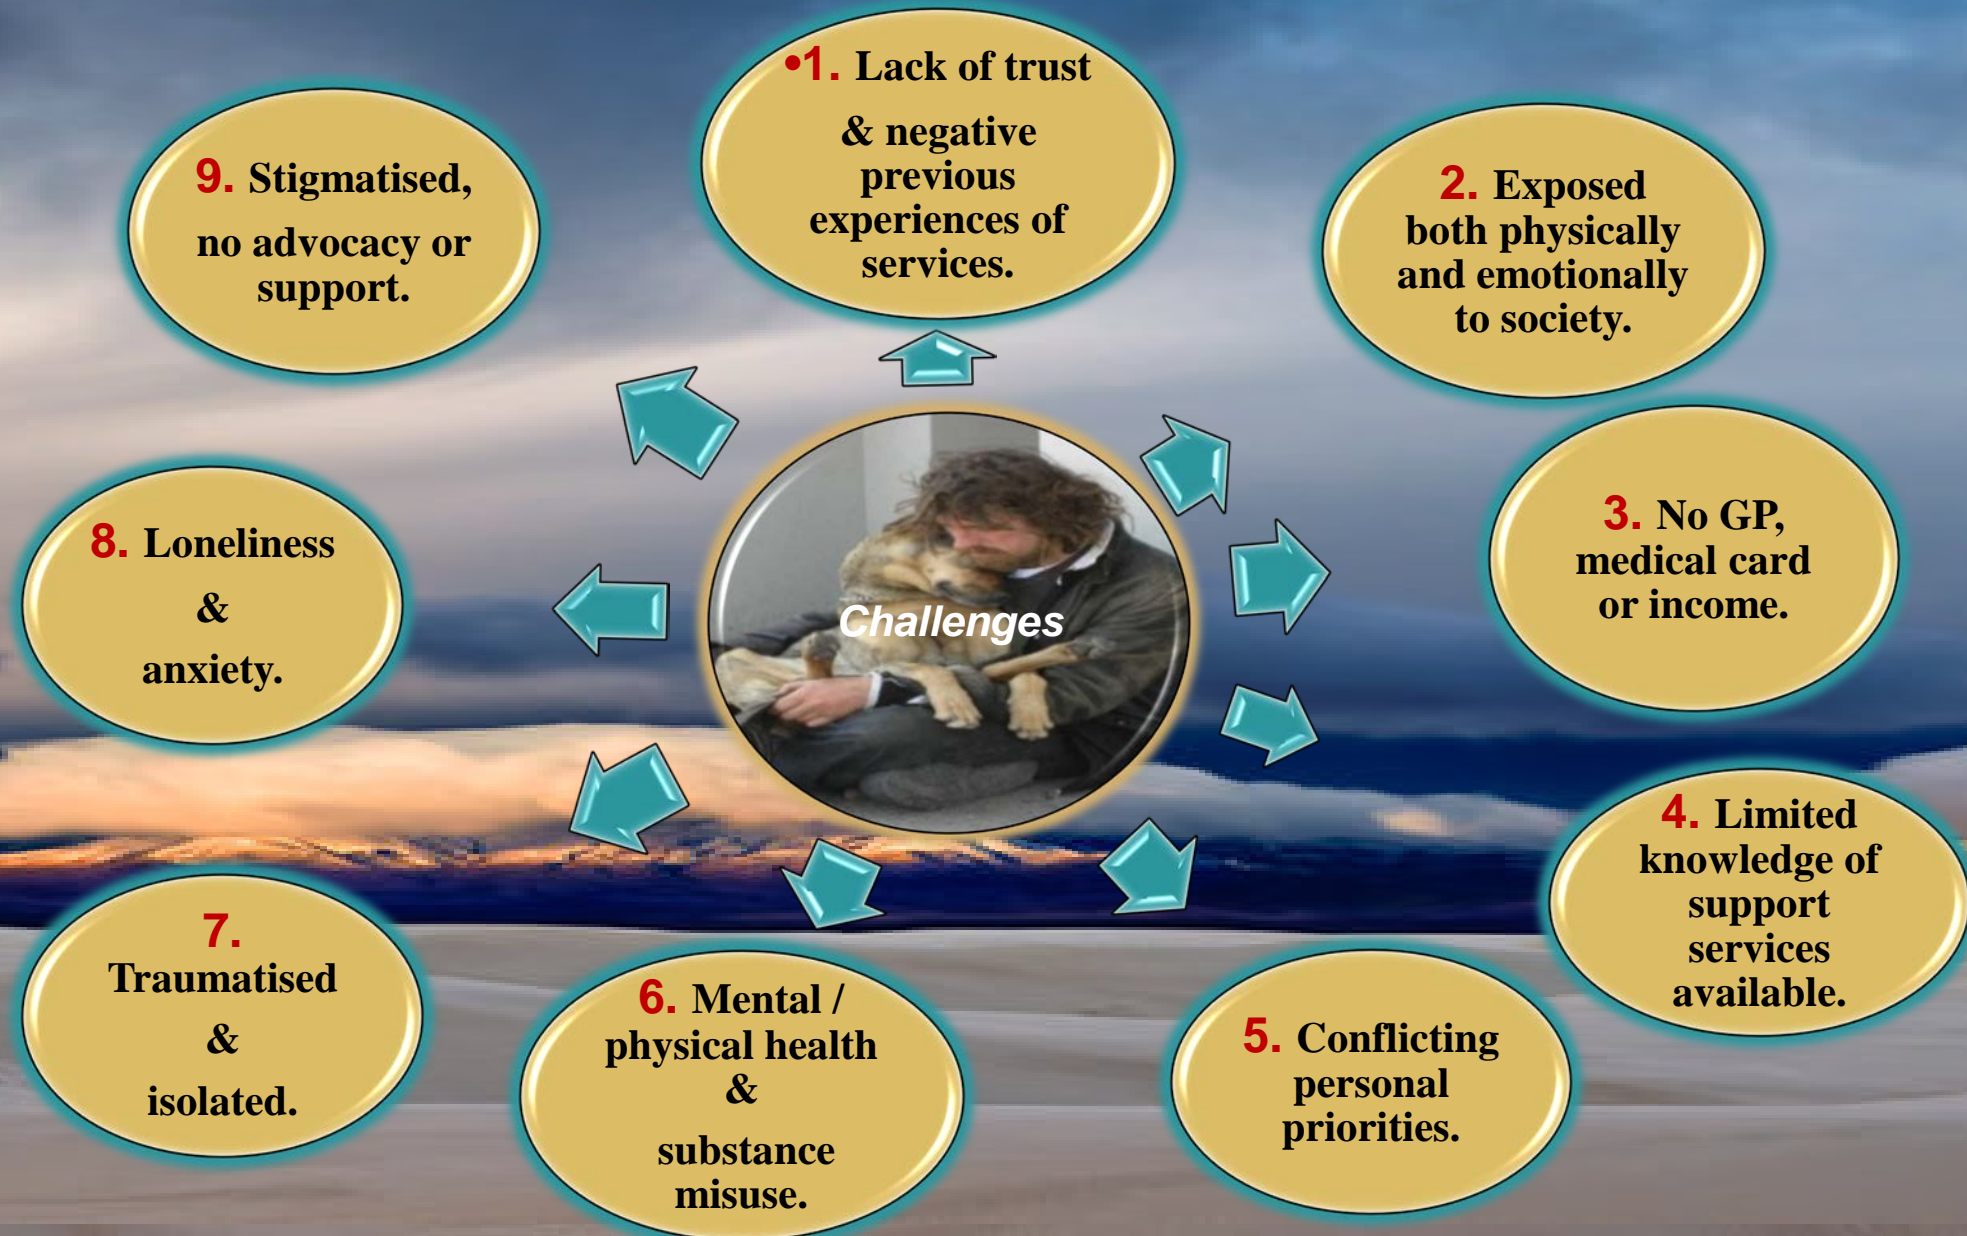 •1. Lack of trust
& negative
previous
experiences of
services.
2. Exposed
both physically
and emotionally
to society.
3. No GP,
medical card
or income.
4. Limited
knowledge of
support
services
available.
5. Conflicting
personal
priorities.
6. Mental /
physical health
&
substance
misuse.
7.
Traumatised
&
isolated.
8. Loneliness
&
anxiety.
9. Stigmatised,
no advocacy or
support.
Challenges